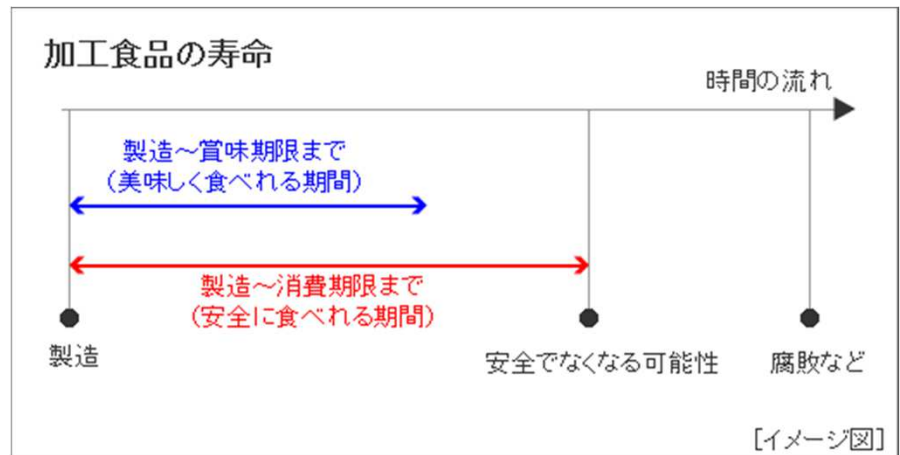 加工食品の寿命
時間の流れ
製造～賞味期限まで
(美味しく食べれる期間)
製造～消費期限まで
(安全に食べれる期間)
製造
安全でなくなる可能性
腐敗など
[イメージ図]